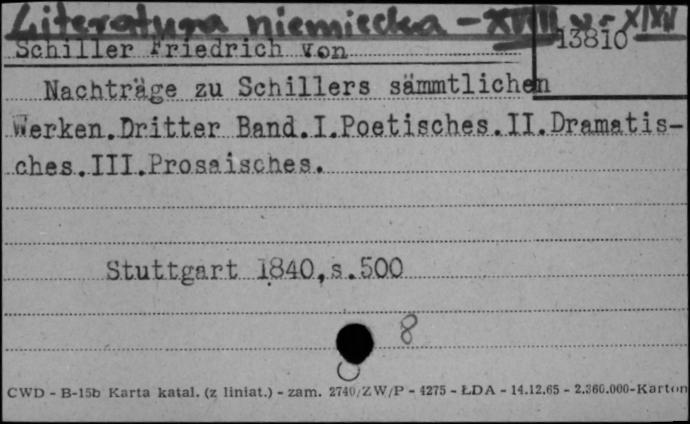 Literatura niemiecka - XVIII w. - XIXW
13810
Schiller Friedrich von
Nachträge zu Schillers sämmtlichen
Werken.Dritter Band.I.Poetisches.II.Dramatis-
ches.III.Prosaisches.
Stuttgart 1840,s.500
8
CWD - B-15b Karta katal. (z liniat.) - zam. 2740/ZW/P - 4275 - ŁDA - 14.12.65 - 2.360.000-Karton